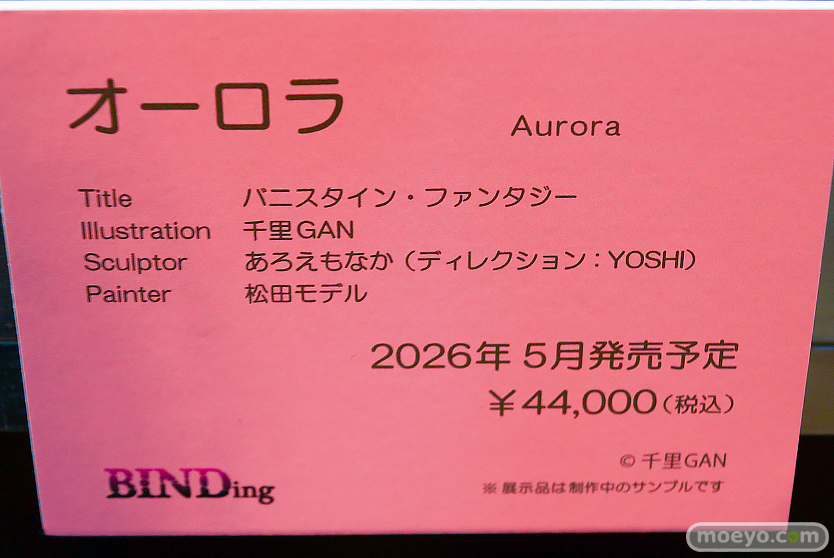 オーロラ Aurora
Title バニスタイン・ファンタジー
Illustration 千里GAN
Sculptor あろえもなか（ディレクション：YOSHI）
Painter 松田モデル
2026年 5月発売予定
￥44,000（税込）
© 千里GAN
BINDing
※ 展示品は制作中のサンプルです
moeyo.com